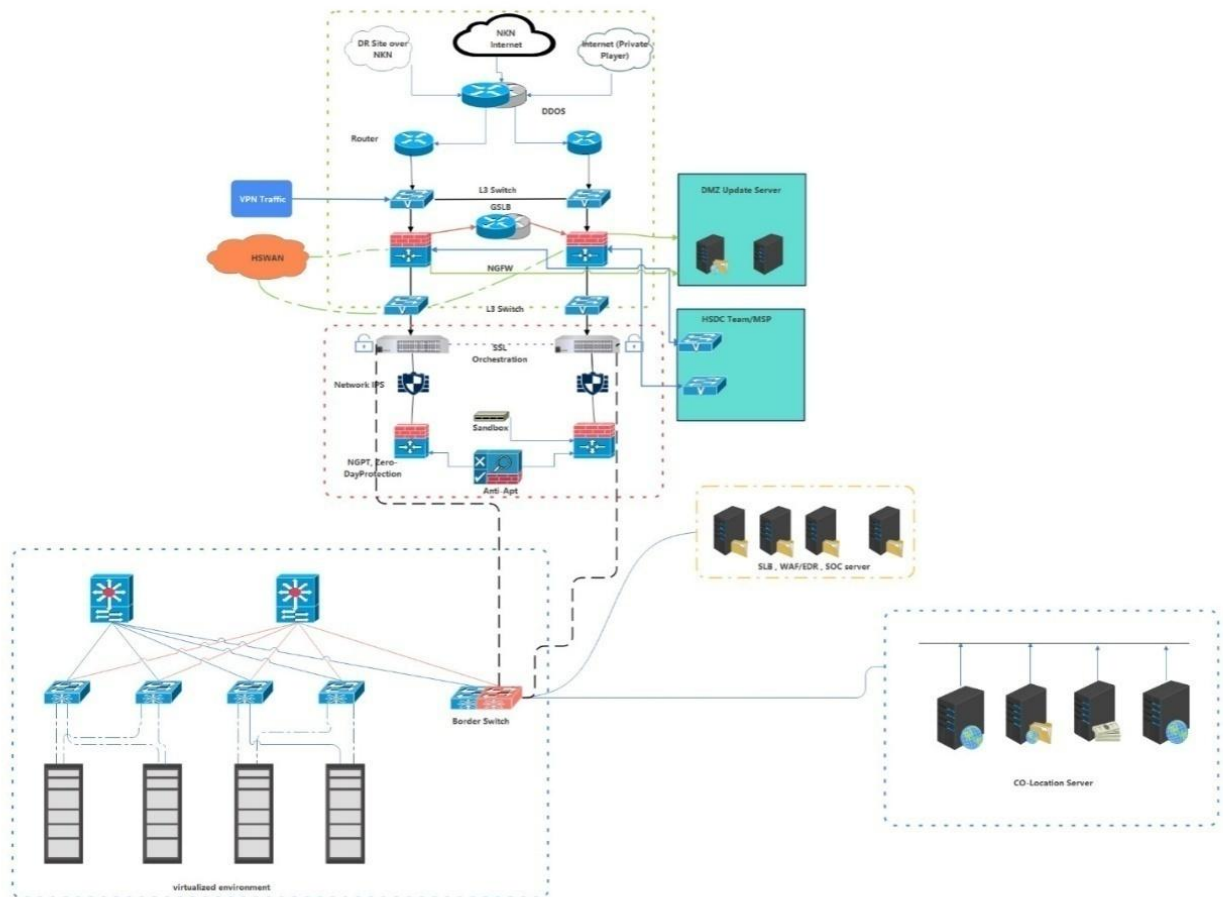 DR Site over
NKN
NKN
Internet
Internet (Private
Player)
DDOS
Router
L3 Switch
VPN Traffic
GSLB
DMZ Update Server
HSWAN
NGFW
L3 Switch
HSDC Team/MSP
SSL
Orchestration
Network IPS
Sandbox
NGPT, Zero-
DayProtection
Anti-Apt
SLB , WAF/EDR , SOC server
Border Switch
CO-Location Server
virtualized environment